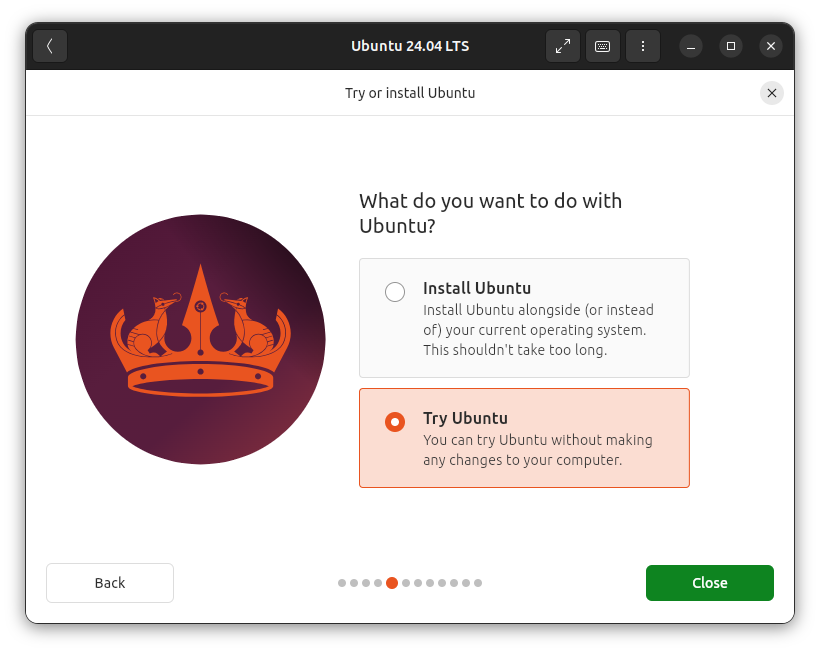 Ubuntu 24.04 LTS
Try or install Ubuntu
What do you want to do with
Ubuntu?
Install Ubuntu
Install Ubuntu alongside (or instead
of) your current operating system.
This shouldn't take too long.
Try Ubuntu
You can try Ubuntu without making
any changes to your computer.
Back
Close